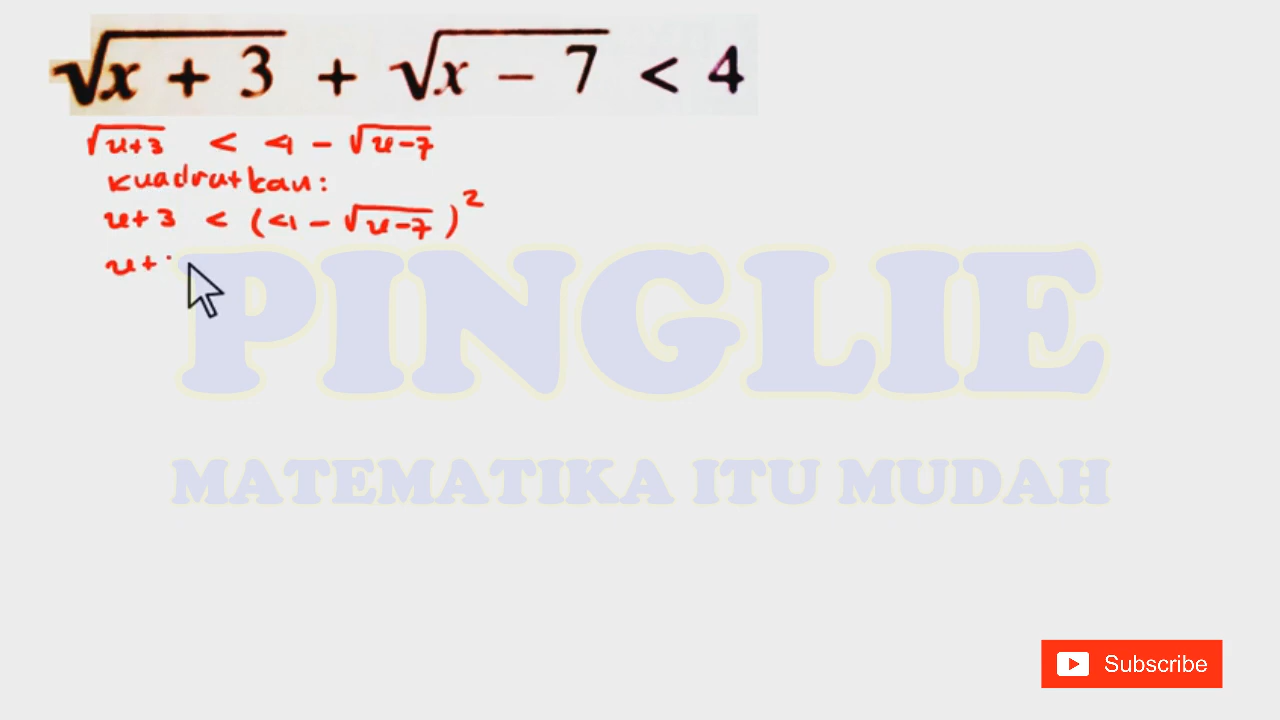 √(x + 3) + √(x − 7) < 4
√(x+3) < 4 − √(x−7)
kuadratkan:
x+3 < (4 − √(x−7))²
x+
PINGLIE
MATEMATIKA ITU MUDAH
Subscribe